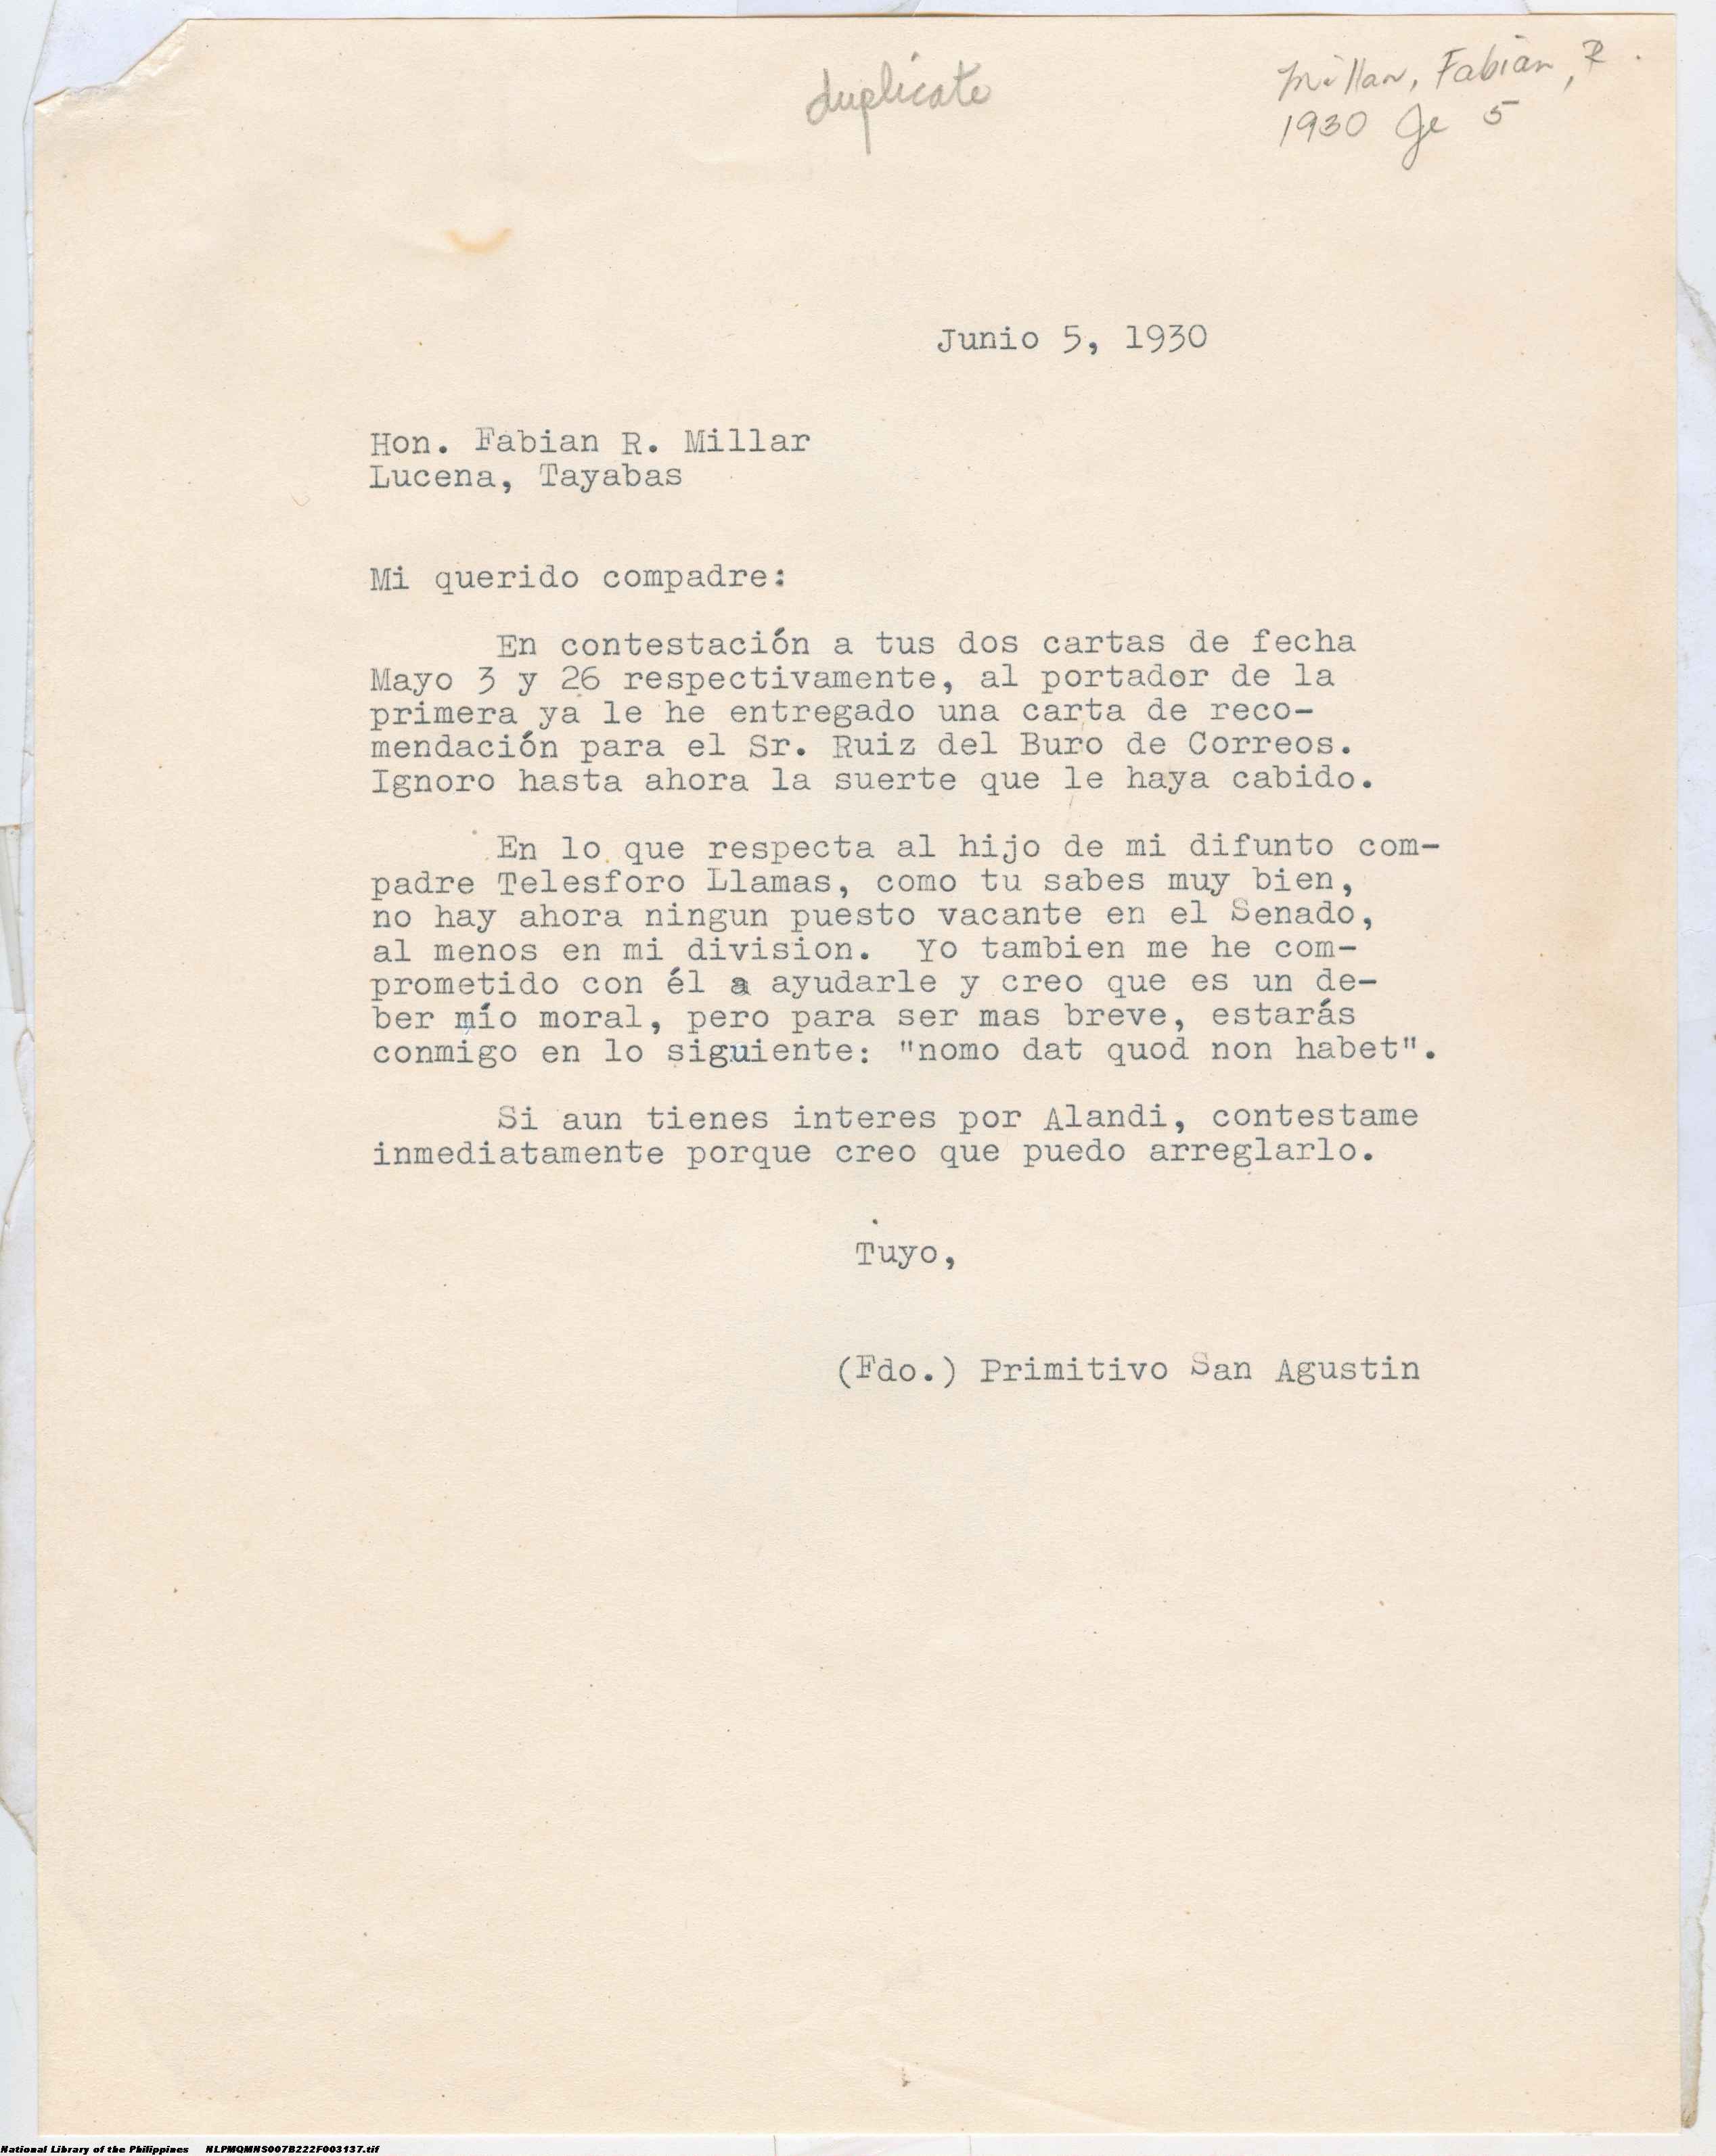 duplicate
Millar, Fabian, R.
1930 Je 5
Junio 5, 1930
Hon. Fabian R. Millar
Lucena, Tayabas
Mi querido compadre:
En contestación a tus dos cartas de fecha
Mayo 3 y 26 respectivamente, al portador de la
primera ya le he entregado una carta de reco-
mendación para el Sr. Ruiz del Buro de Correos.
Ignoro hasta ahora la suerte que le haya cabido.
En lo que respecta al hijo de mi difunto com-
padre Telesforo Llamas, como tu sabes muy bien,
no hay ahora ningun puesto vacante en el Senado,
al menos en mi division. Yo tambien me he com-
prometido con él a ayudarle y creo que es un de-
ber mío moral, pero para ser mas breve, estarás
conmigo en lo siguiente: "nomo dat quod non habet".
Si aun tienes interes por Alandi, contestame
inmediatamente porque creo que puedo arreglarlo.
Tuyo,
(Fdo.) Primitivo San Agustin
National Library of the Philippines NLPMQMNS007B222F003137.tif